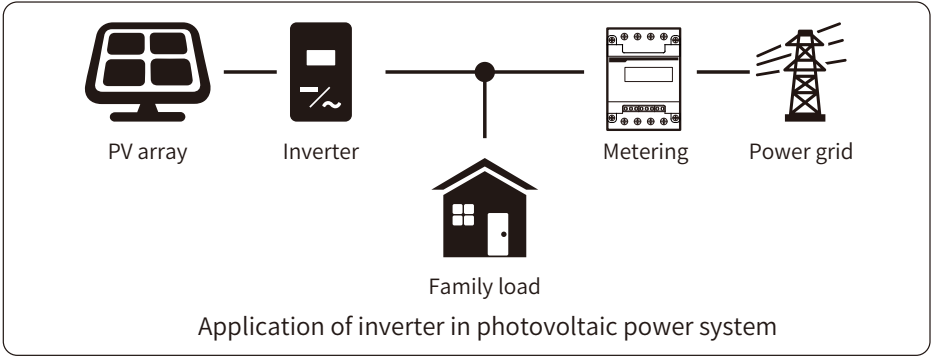 PV array
Inverter
Metering
Power grid
Family load
Application of inverter in photovoltaic power system